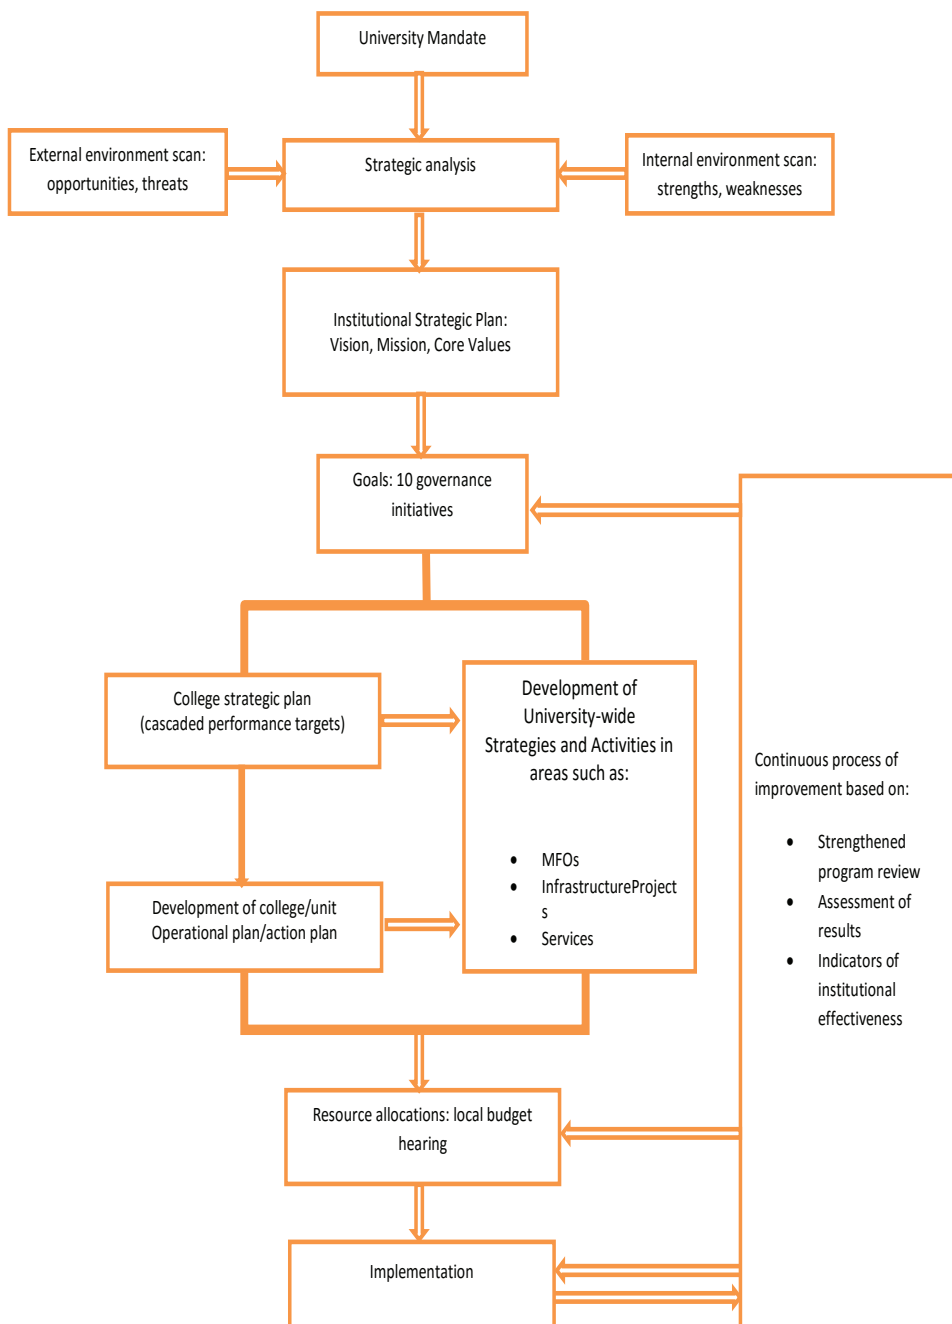 University Mandate
External environment scan:
opportunities, threats
Strategic analysis
Internal environment scan:
strengths, weaknesses
Institutional Strategic Plan:
Vision, Mission, Core Values
Goals: 10 governance
initiatives
College strategic plan
(cascaded performance targets)
Development of
University-wide
Strategies and Activities in
areas such as:
• MFOs
• InfrastructureProject
s
• Services
Development of college/unit
Operational plan/action plan
Continuous process of
improvement based on:
• Strengthened
program review
• Assessment of
results
• Indicators of
institutional
effectiveness
Resource allocations: local budget
hearing
Implementation